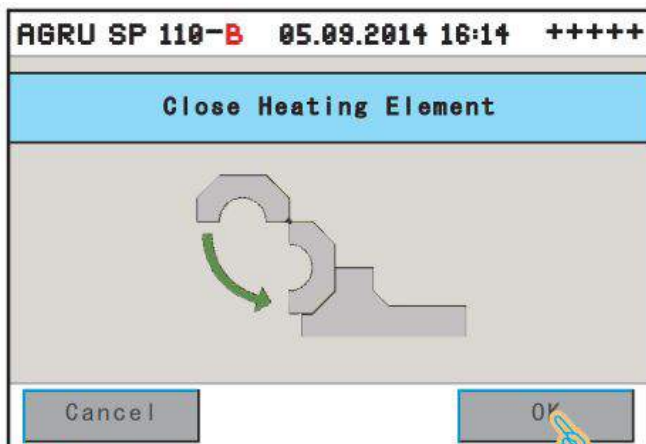 AGRU SP 110-B 05.09.2014 16:14 +++++
Close Heating Element
Cancel OK